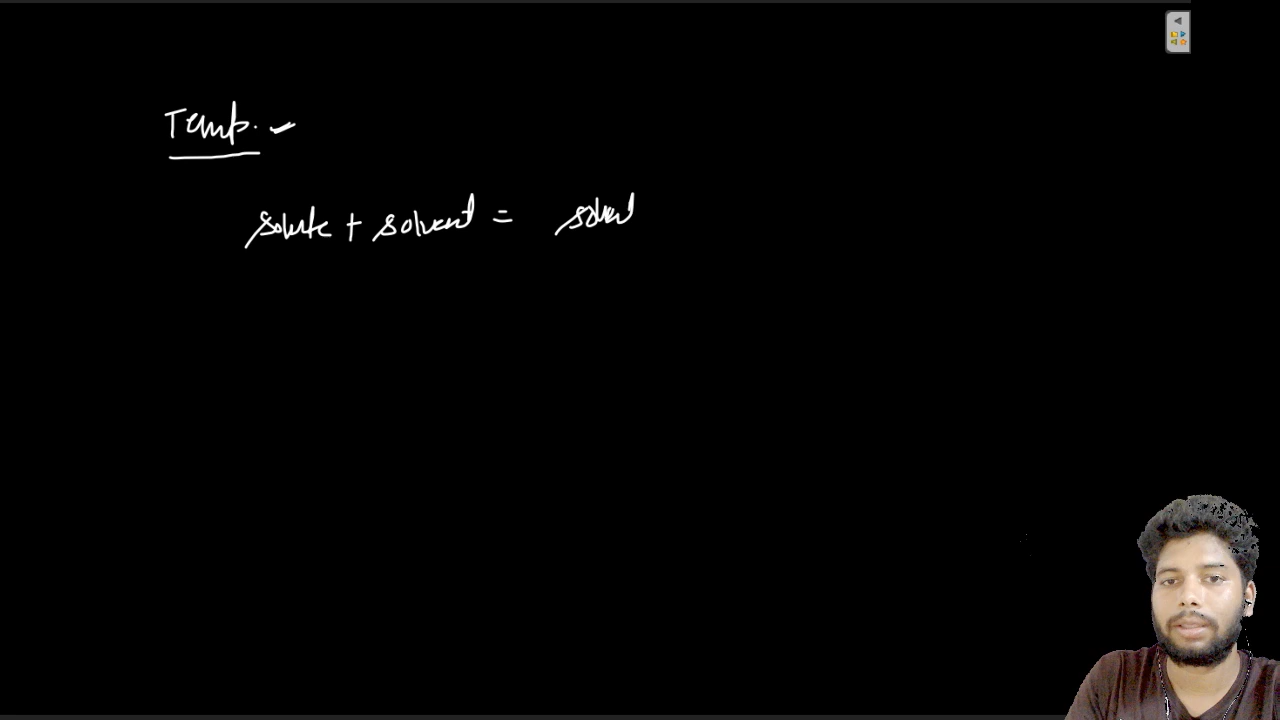 Temp.
solute + solvent =